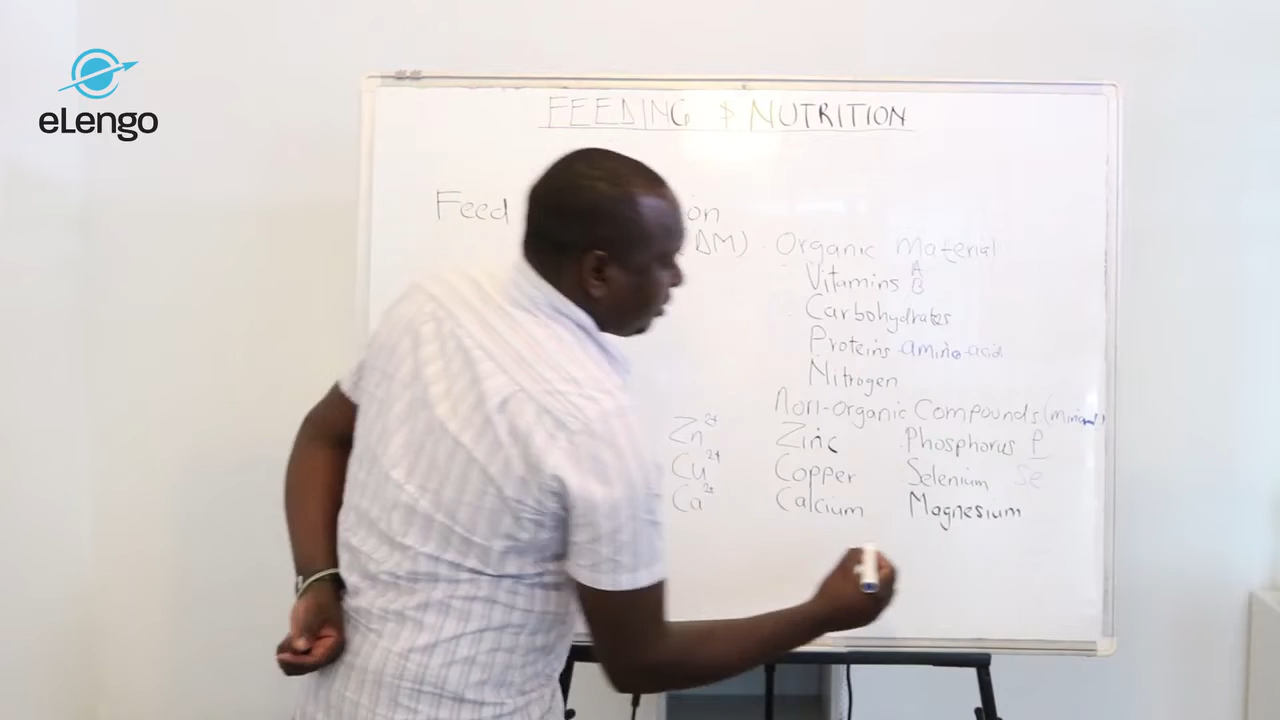 eLengo
FEEDING & NUTRITION
Feed
on
DM) . Organic Material
Vitamins A
B
Carbohydrates
Proteins - amino-acid
Nitrogen
Non-Organic Compounds
Zn2+ Zinc Phosphorus P
Cu2+ Copper Selenium Se
Ca2+ Calcium Magnesium